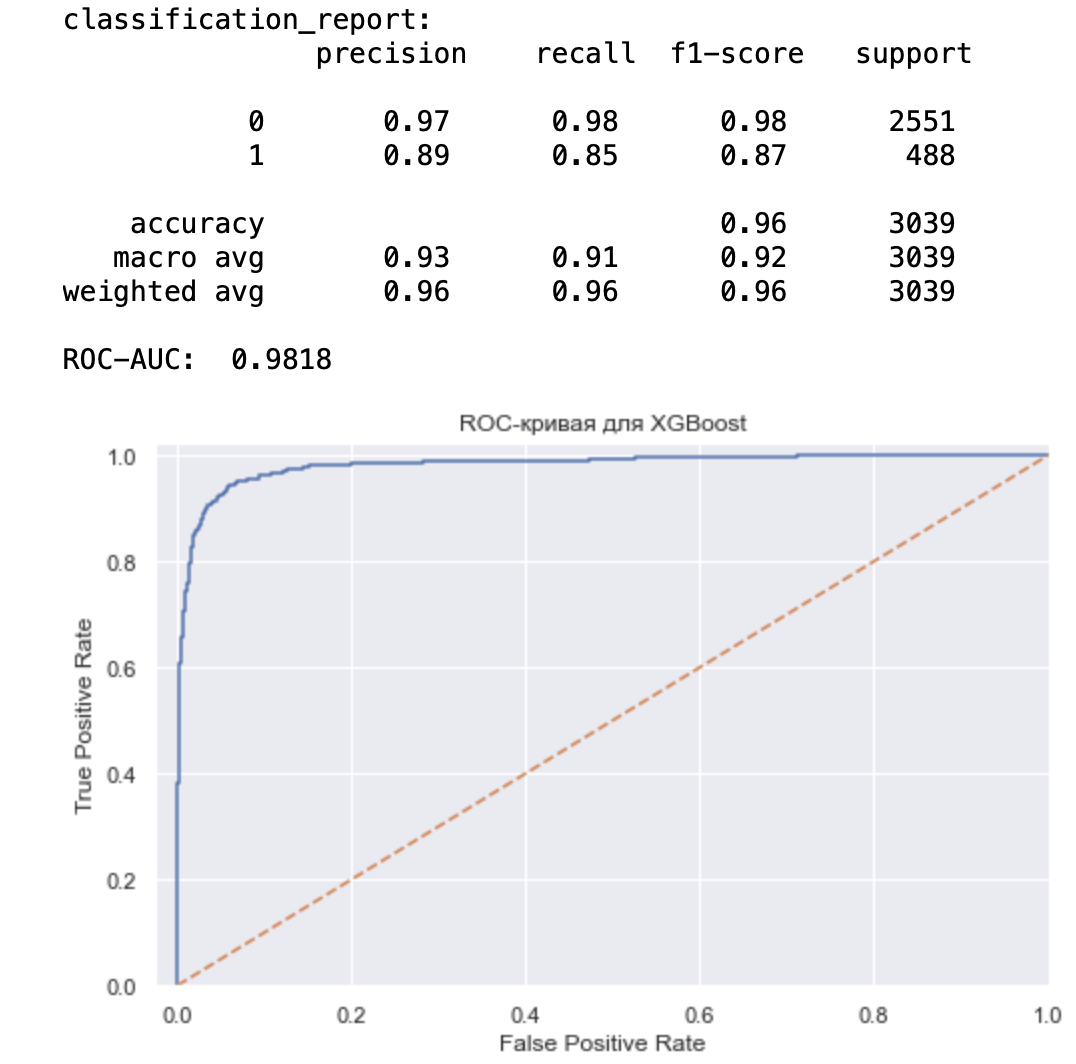 classification_report:
precision recall f1-score support
0 0.97 0.98 0.98 2551
1 0.89 0.85 0.87 488
accuracy 0.96 3039
macro avg 0.93 0.91 0.92 3039
weighted avg 0.96 0.96 0.96 3039
ROC-AUC: 0.9818
ROC-кривая для XGBoost
1.0
0.8
0.6
0.4
0.2
0.0
True Positive Rate
0.0 0.2 0.4 0.6 0.8 1.0
False Positive Rate